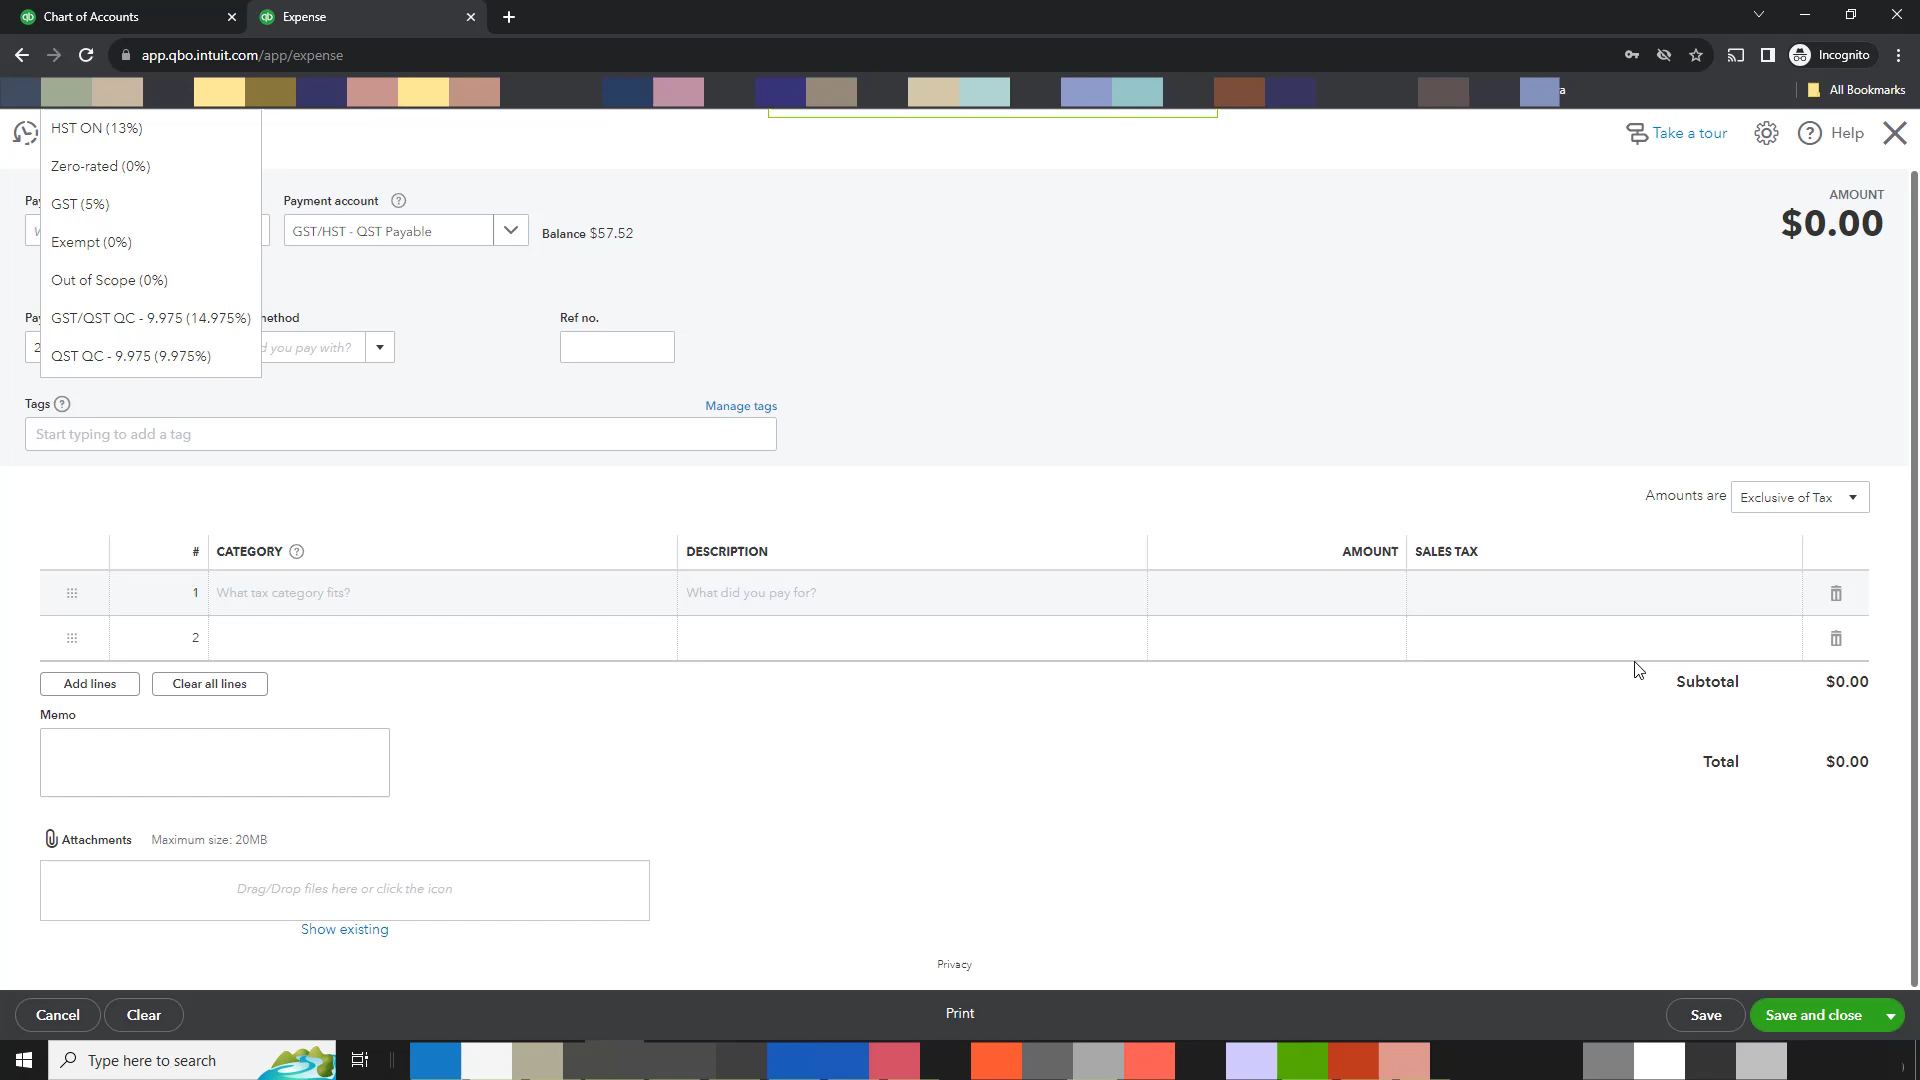 Chart of Accounts
Expense
app.qbo.intuit.com/app/expense
Incognito
All Bookmarks
HST ON (13%)
Zero-rated (0%)
GST (5%)
Exempt (0%)
Out of Scope (0%)
GST/QST QC - 9.975 (14.975%)
QST QC - 9.975 (9.975%)
Take a tour
Help
Payment account
GST/HST - QST Payable
Balance $57.52
AMOUNT
$0.00
Pay
method
Ref no.
2
d you pay with?
Tags
Manage tags
Start typing to add a tag
Amounts are Exclusive of Tax
# CATEGORY DESCRIPTION AMOUNT SALES TAX
1 What tax category fits? What did you pay for?
2
Add lines Clear all lines
Subtotal $0.00
Memo
Total $0.00
Attachments Maximum size: 20MB
Drag/Drop files here or click the icon
Show existing
Privacy
Cancel Clear Print Save Save and close
Type here to search